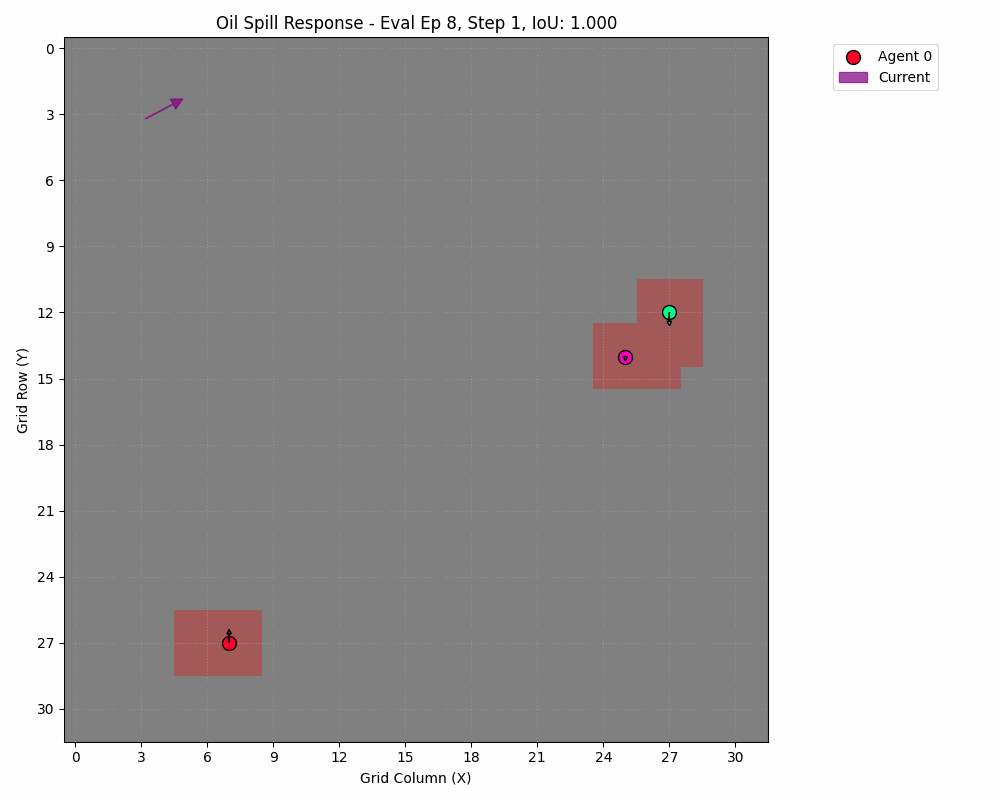 Oil Spill Response - Eval Ep 8, Step 1, IoU: 1.000
Agent 0
Current
Grid Row (Y)
0
3
6
9
12
15
18
21
24
27
30
0 3 6 9 12 15 18 21 24 27 30
Grid Column (X)